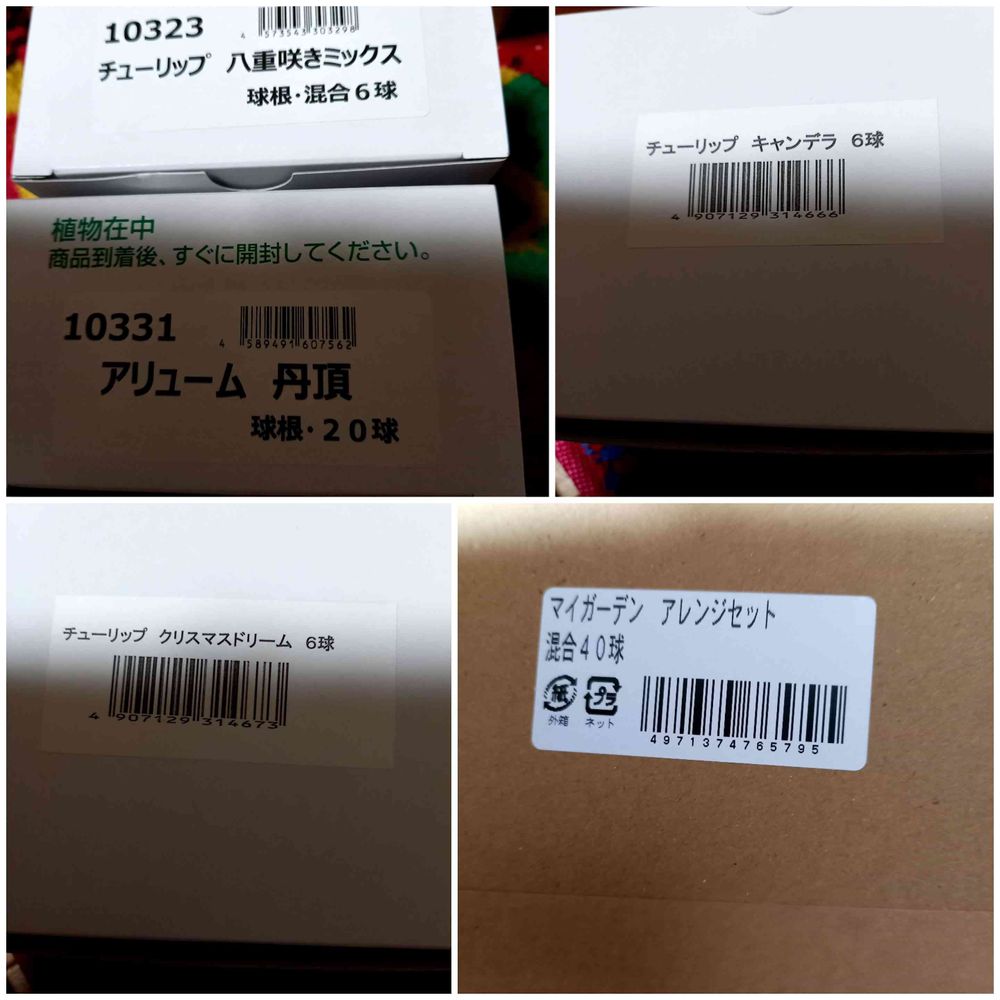 10323
4 573543 303298
チューリップ 八重咲きミックス
球根・混合6球
植物在中
商品到着後、すぐに開封してください。
10331
4 589491 607562
アリューム 丹頂
球根・20球
チューリップ キャンデラ 6球
4 907129 314666
チューリップ クリスマスドリーム 6球
4 907129 314673
マイガーデン アレンジセット
混合40球
紙 プラ
外箱 ネット
4971374765795